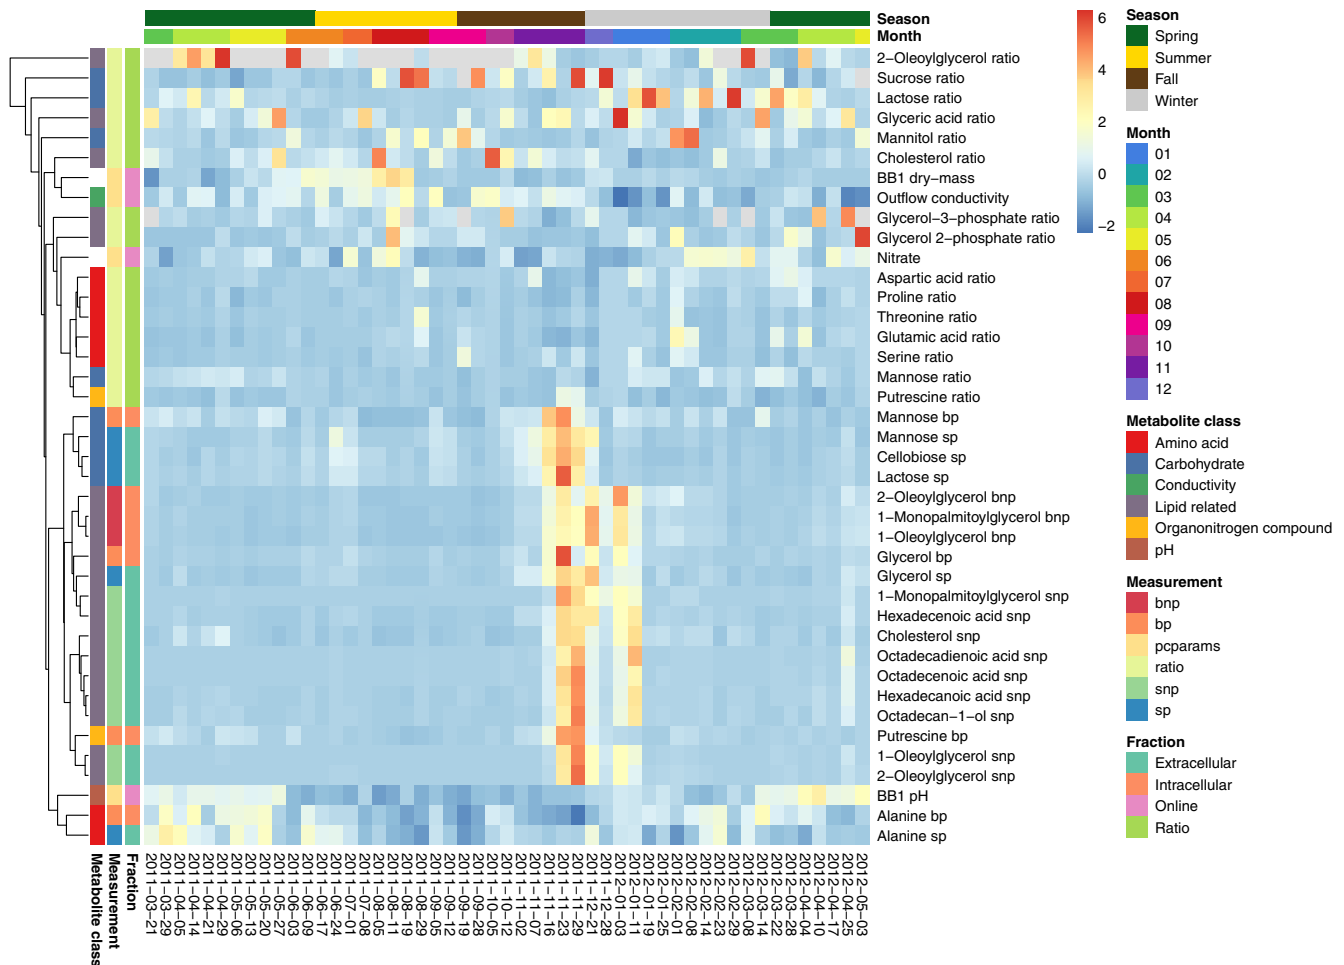 Season
Month
2−Oleoylglycerol ratio
Sucrose ratio
Lactose ratio
Glyceric acid ratio
Mannitol ratio
Cholesterol ratio
BB1 dry−mass
Outflow conductivity
Glycerol−3−phosphate ratio
Glycerol 2−phosphate ratio
Nitrate
Aspartic acid ratio
Proline ratio
Threonine ratio
Glutamic acid ratio
Serine ratio
Mannose ratio
Putrescine ratio
Mannose bp
Mannose sp
Cellobiose sp
Lactose sp
2−Oleoylglycerol bnp
1−Monopalmitoylglycerol bnp
1−Oleoylglycerol bnp
Glycerol bp
Glycerol sp
1−Monopalmitoylglycerol snp
Hexadecenoic acid snp
Cholesterol snp
Octadecadienoic acid snp
Octadecenoic acid snp
Hexadecanoic acid snp
Octadecan−1−ol snp
Putrescine bp
1−Oleoylglycerol snp
2−Oleoylglycerol snp
BB1 pH
Alanine bp
Alanine sp
Metabolite class
Measurement
Fraction
2011−03−21
2011−03−29
2011−04−05
2011−04−14
2011−04−21
2011−04−29
2011−05−06
2011−05−13
2011−05−20
2011−05−27
2011−06−03
2011−06−09
2011−06−17
2011−06−24
2011−07−01
2011−07−08
2011−08−05
2011−08−11
2011−08−19
2011−08−29
2011−09−05
2011−09−12
2011−09−19
2011−09−28
2011−10−05
2011−10−12
2011−11−02
2011−11−07
2011−11−16
2011−11−23
2011−11−29
2011−12−21
2011−12−28
2012−01−03
2012−01−11
2012−01−19
2012−01−25
2012−02−01
2012−02−08
2012−02−14
2012−02−23
2012−02−29
2012−03−08
2012−03−14
2012−03−22
2012−03−28
2012−04−04
2012−04−10
2012−04−17
2012−04−25
2012−05−03
6
4
2
0
−2
Season
Spring
Summer
Fall
Winter
Month
01
02
03
04
05
06
07
08
09
10
11
12
Metabolite class
Amino acid
Carbohydrate
Conductivity
Lipid related
Organonitrogen compound
pH
Measurement
bnp
bp
pcparams
ratio
snp
sp
Fraction
Extracellular
Intracellular
Online
Ratio